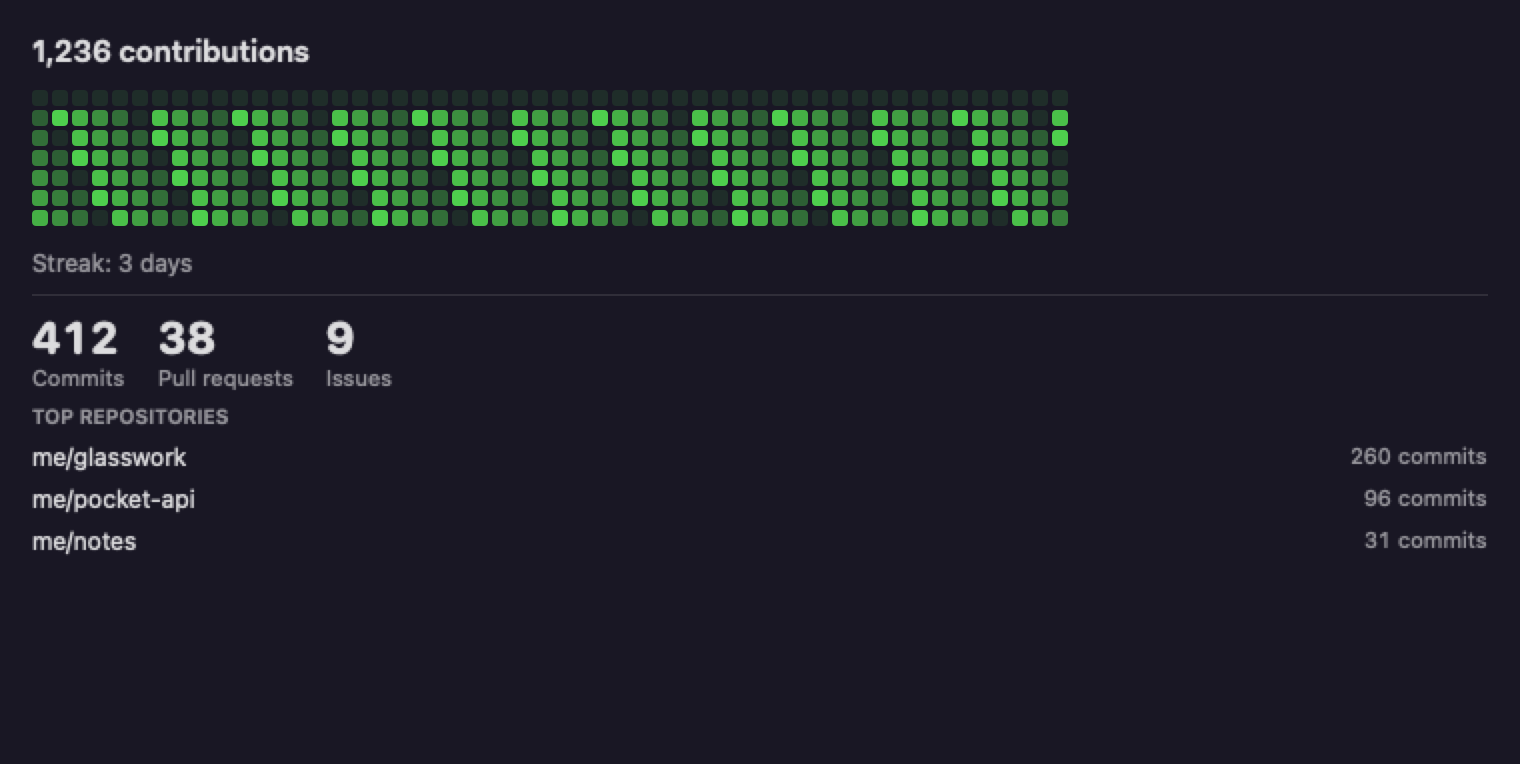 1,236 contributions
Streak: 3 days
412 38 9
Commits Pull requests Issues
TOP REPOSITORIES
me/glasswork 260 commits
me/pocket-api 96 commits
me/notes 31 commits